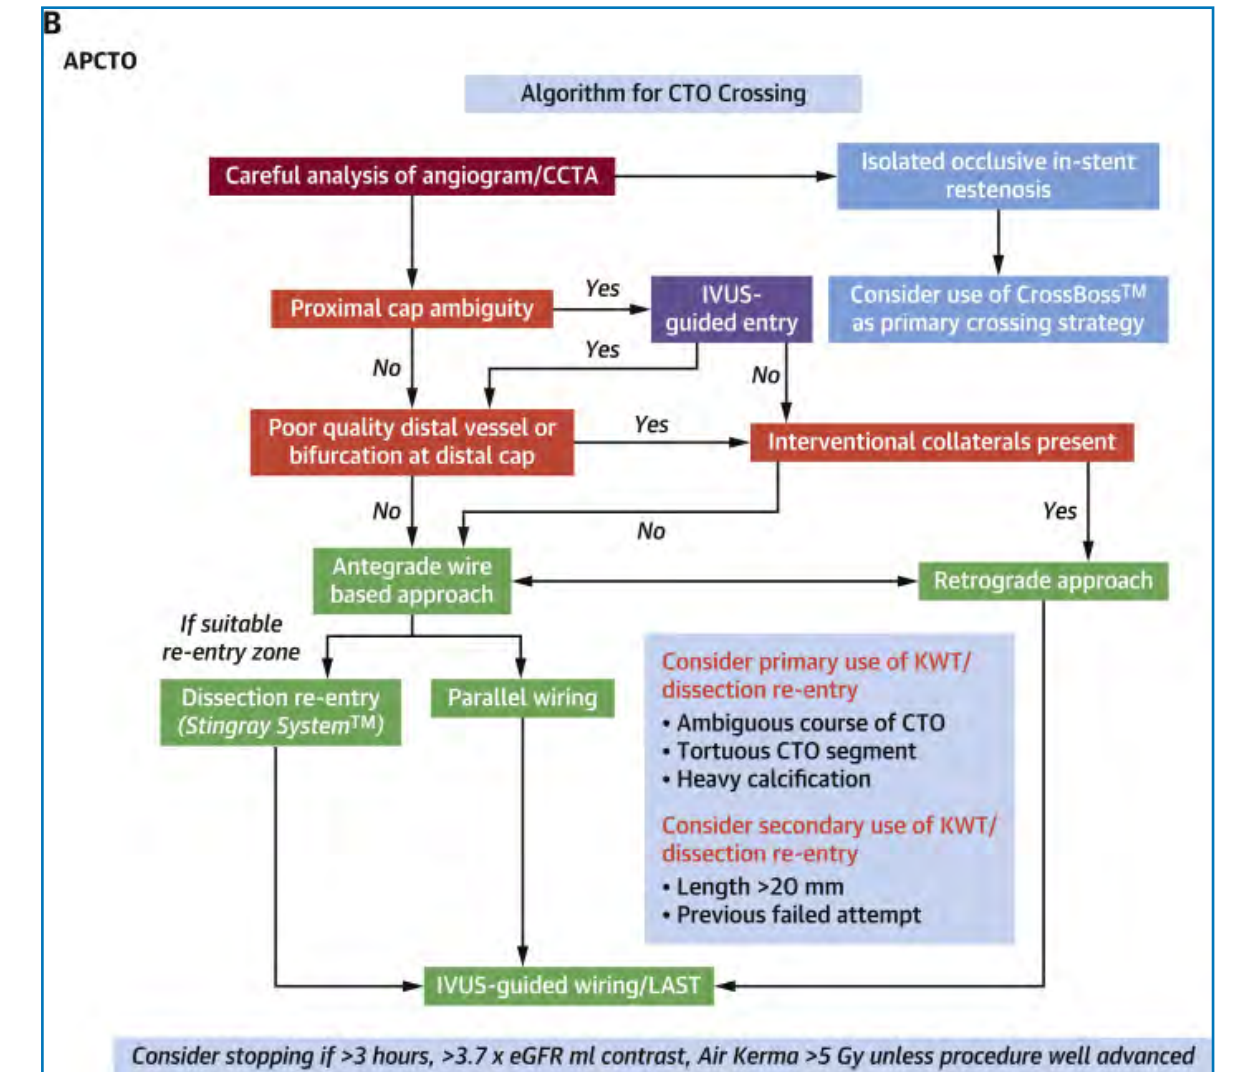 B
APCTO
Algorithm for CTO Crossing
Careful analysis of angiogram/CCTA
Isolated occlusive in-stent
restenosis
Proximal cap ambiguity
Yes
IVUS-
guided entry
Consider use of CrossBoss™
as primary crossing strategy
No
Yes
No
Poor quality distal vessel or
bifurcation at distal cap
Yes
Interventional collaterals present
No
No
Yes
Antegrade wire
based approach
Retrograde approach
If suitable
re-entry zone
Dissection re-entry
(Stingray System™)
Parallel wiring
Consider primary use of KWT/
dissection re-entry
• Ambiguous course of CTO
• Tortuous CTO segment
• Heavy calcification
Consider secondary use of KWT/
dissection re-entry
• Length >20 mm
• Previous failed attempt
IVUS-guided wiring/LAST
Consider stopping if >3 hours, >3.7 x eGFR ml contrast, Air Kerma >5 Gy unless procedure well advanced